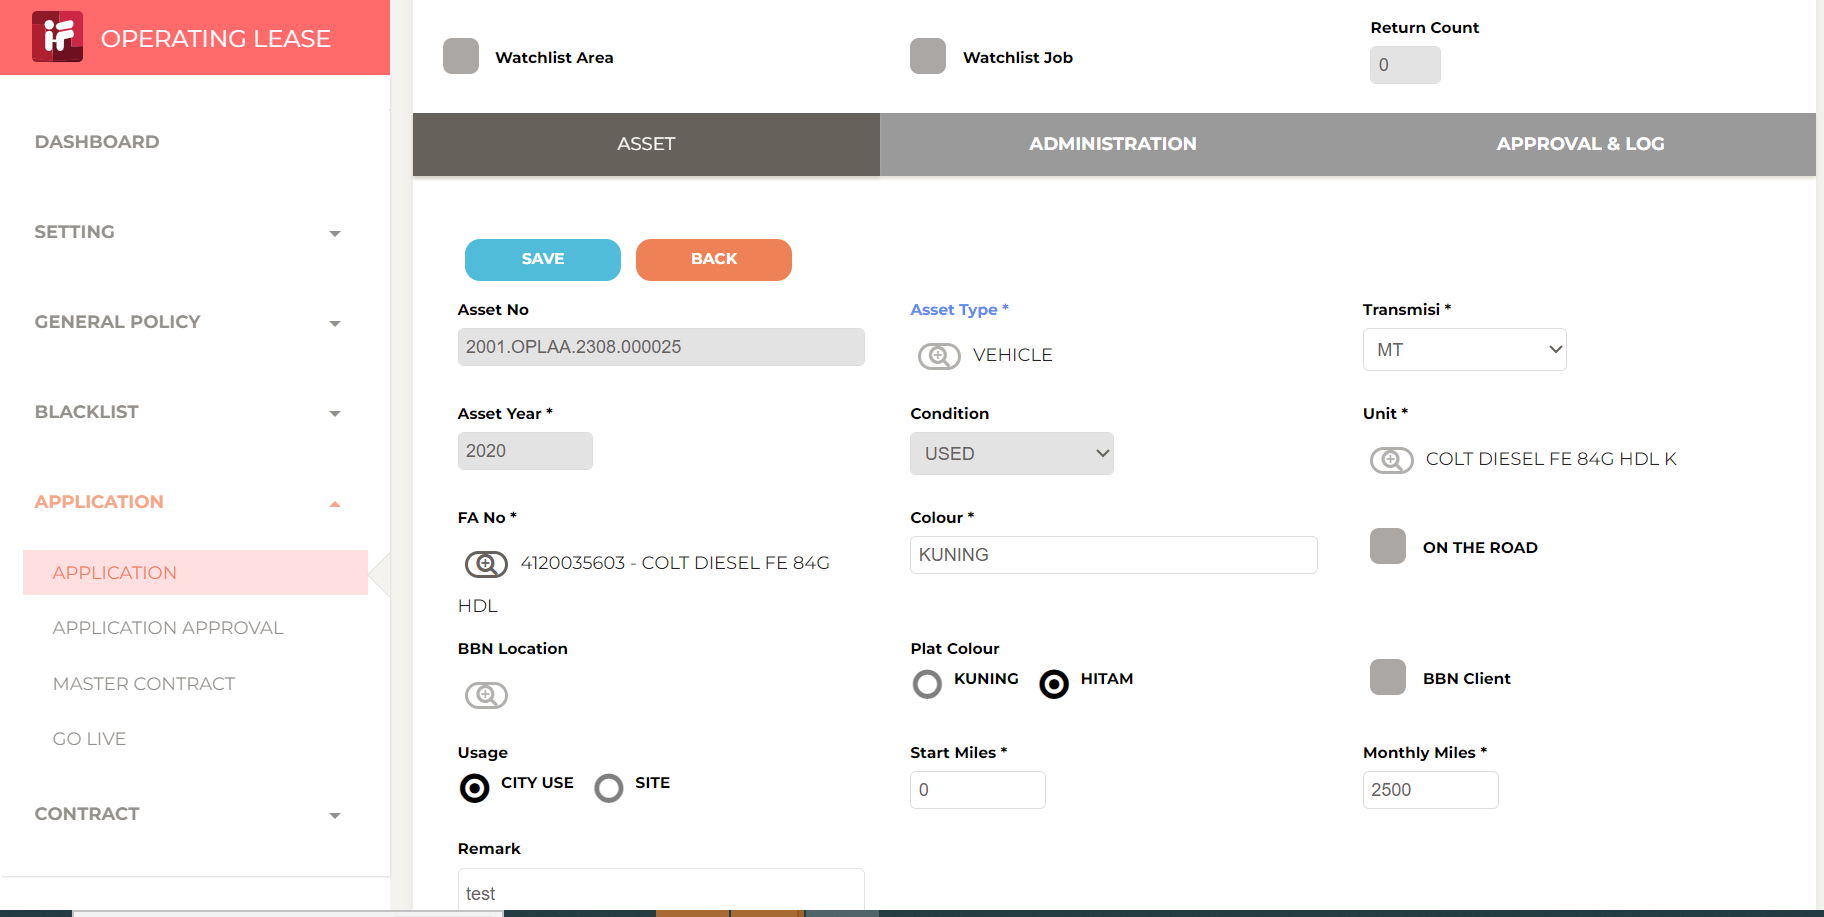 iF
OPERATING LEASE
DASHBOARD
SETTING
GENERAL POLICY
BLACKLIST
APPLICATION
APPLICATION
APPLICATION APPROVAL
MASTER CONTRACT
GO LIVE
CONTRACT
Watchlist Area
Watchlist Job
Return Count
0
ASSET
ADMINISTRATION
APPROVAL & LOG
SAVE
BACK
Asset No
2001.OPLAA.2308.000025
Asset Type *
VEHICLE
Transmisi *
MT
Asset Year *
2020
Condition
USED
Unit *
COLT DIESEL FE 84G HDL K
FA No *
4120035603 - COLT DIESEL FE 84G
HDL
Colour *
KUNING
ON THE ROAD
BBN Location
Plat Colour
KUNING
HITAM
BBN Client
Usage
CITY USE
SITE
Start Miles *
0
Monthly Miles *
2500
Remark
test